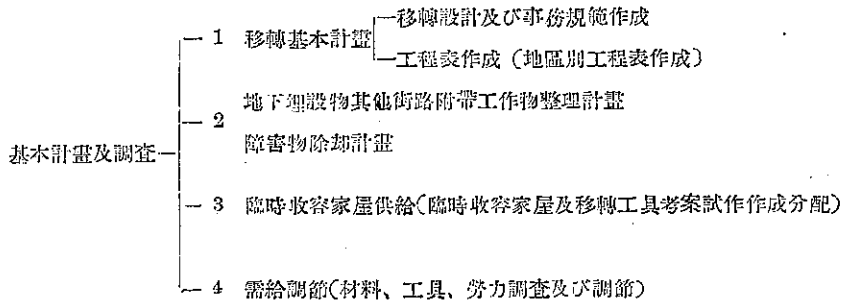 基本計畫及調査
1 移轉基本計畫
移轉設計及び事務規範作成
工程表作成（地區別工程表作成）
2 地下埋設物其他街路附帶工作物整理計畫
障害物除却計畫
3 臨時收容家屋供給(臨時收容家屋及移轉工具考案試作作成分配)
4 需給調節(材料、工具、勞力調査及び調節)